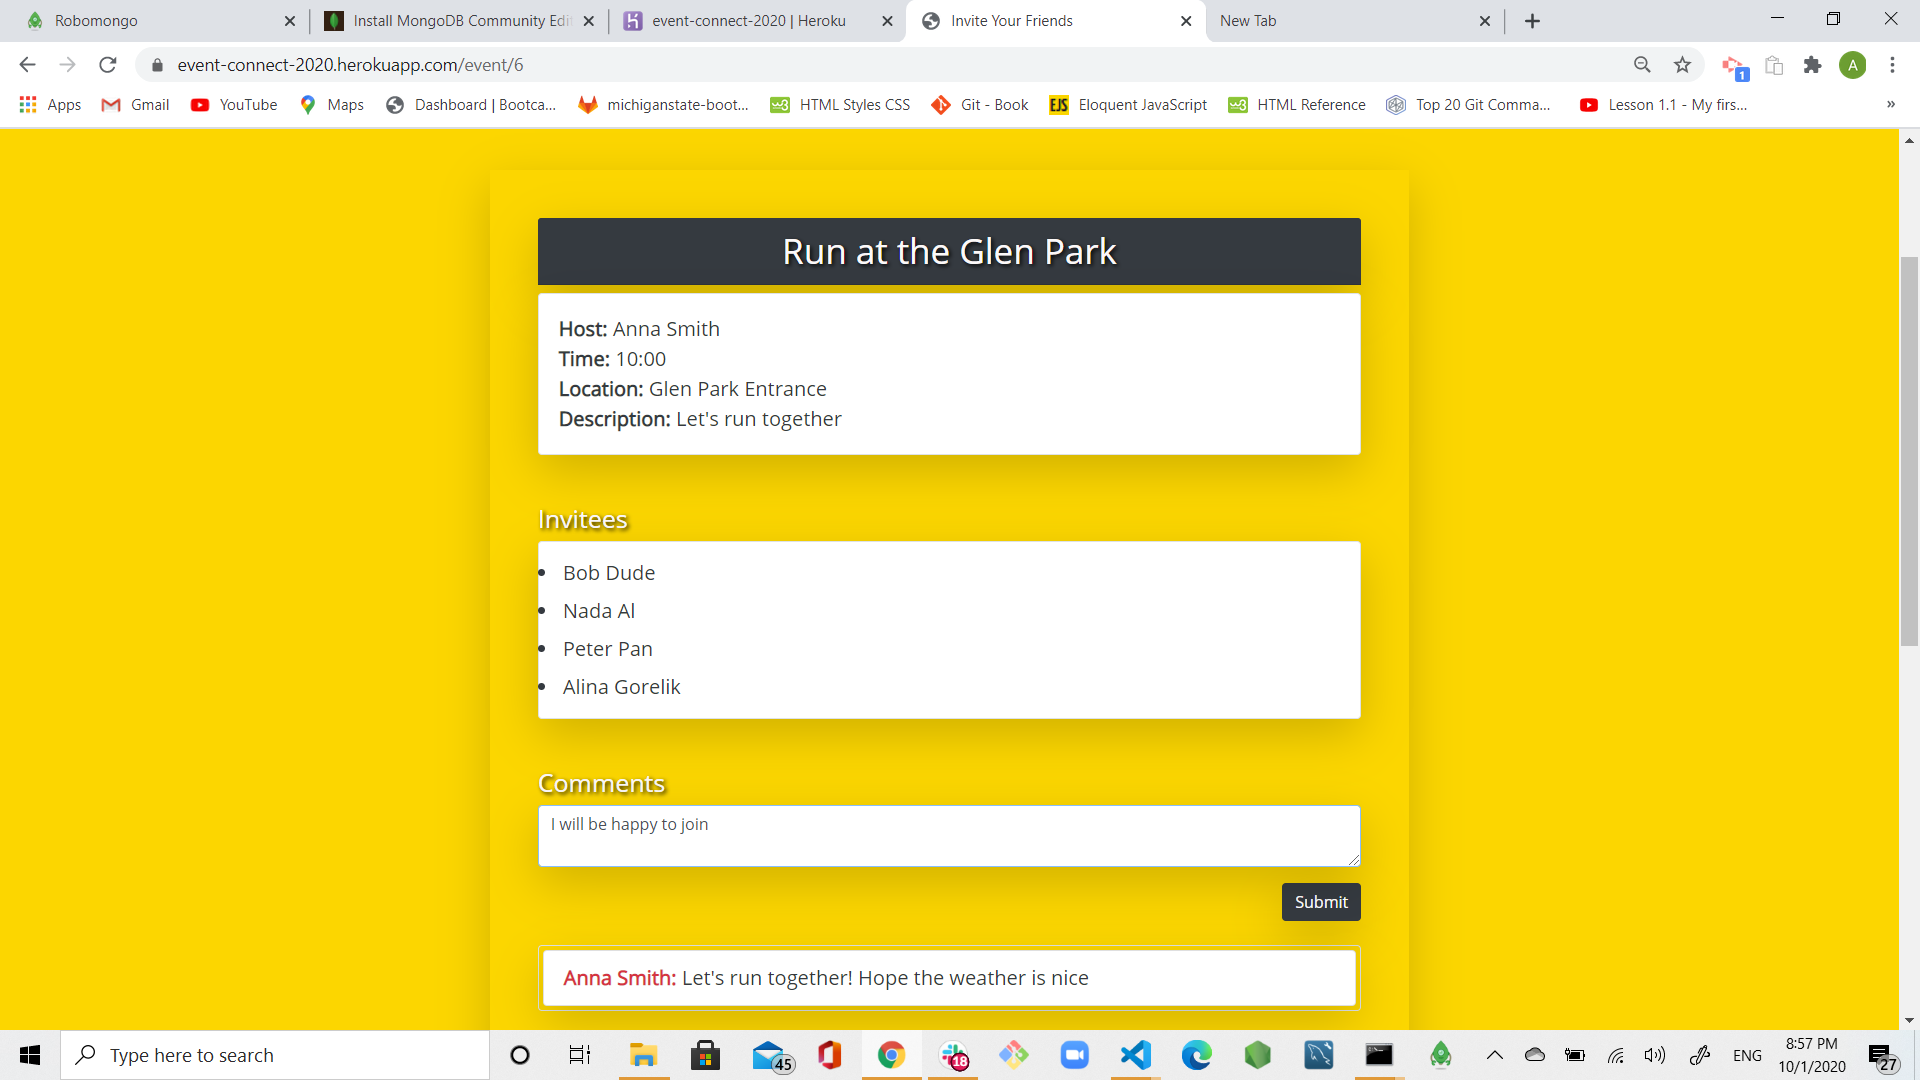 Robomongo
Install MongoDB Community Edi
event-connect-2020 | Heroku
Invite Your Friends
New Tab
event-connect-2020.herokuapp.com/event/6
1
A
Apps
Gmail
YouTube
Maps
Dashboard | Bootca...
michiganstate-boot...
HTML Styles CSS
Git - Book
EJS
Eloquent JavaScript
HTML Reference
Top 20 Git Comma...
Lesson 1.1 - My firs...
»
Run at the Glen Park
Host: Anna Smith
Time: 10:00
Location: Glen Park Entrance
Description: Let's run together
Invitees
Bob Dude
Nada Al
Peter Pan
Alina Gorelik
Comments
I will be happy to join
Submit
Anna Smith: Let's run together! Hope the weather is nice
Type here to search
45
18
ENG
8:57 PM
10/1/2020
27